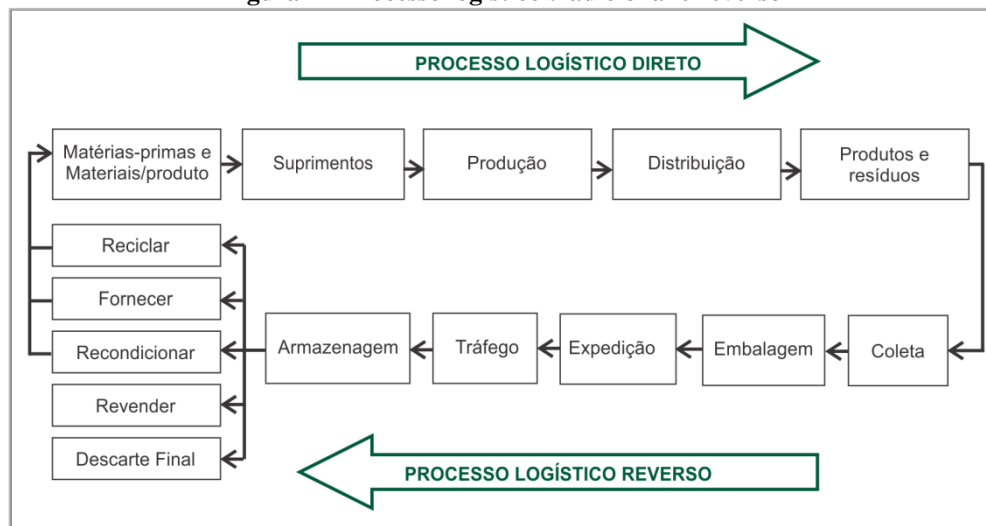 PROCESSO LOGÍSTICO DIRETO
Matérias-primas e
Materiais/produto
Suprimentos
Produção
Distribuição
Produtos e
resíduos
Reciclar
Fornecer
Recondicionar
Revender
Descarte Final
Armazenagem
Tráfego
Expedição
Embalagem
Coleta
PROCESSO LOGÍSTICO REVERSO